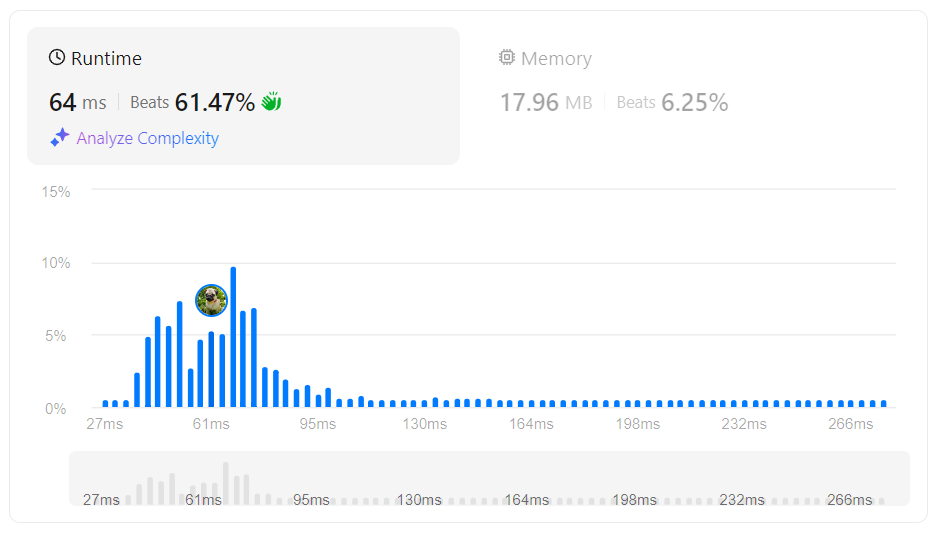 Runtime
64 ms Beats 61.47%
Analyze Complexity
Memory
17.96 MB Beats 6.25%
15%
10%
5%
0%
27ms 61ms 95ms 130ms 164ms 198ms 232ms 266ms
27ms 61ms 95ms 130ms 164ms 198ms 232ms 266ms